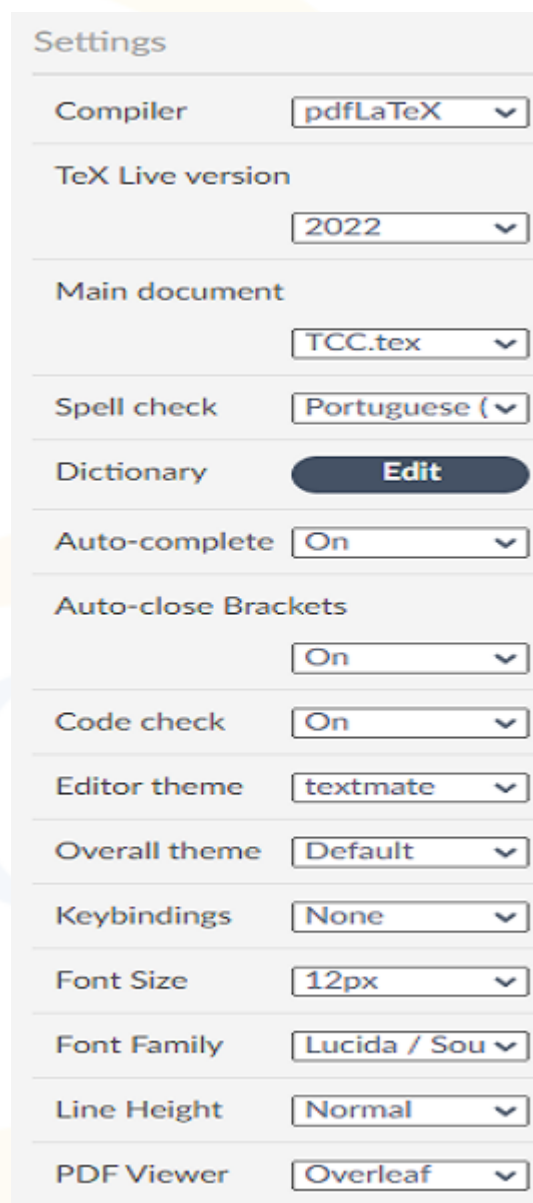 Settings
Compiler pdfLaTeX
TeX Live version
2022
Main document
TCC.tex
Spell check Portuguese (
Dictionary Edit
Auto-complete On
Auto-close Brackets
On
Code check On
Editor theme textmate
Overall theme Default
Keybindings None
Font Size 12px
Font Family Lucida / Sou
Line Height Normal
PDF Viewer Overleaf